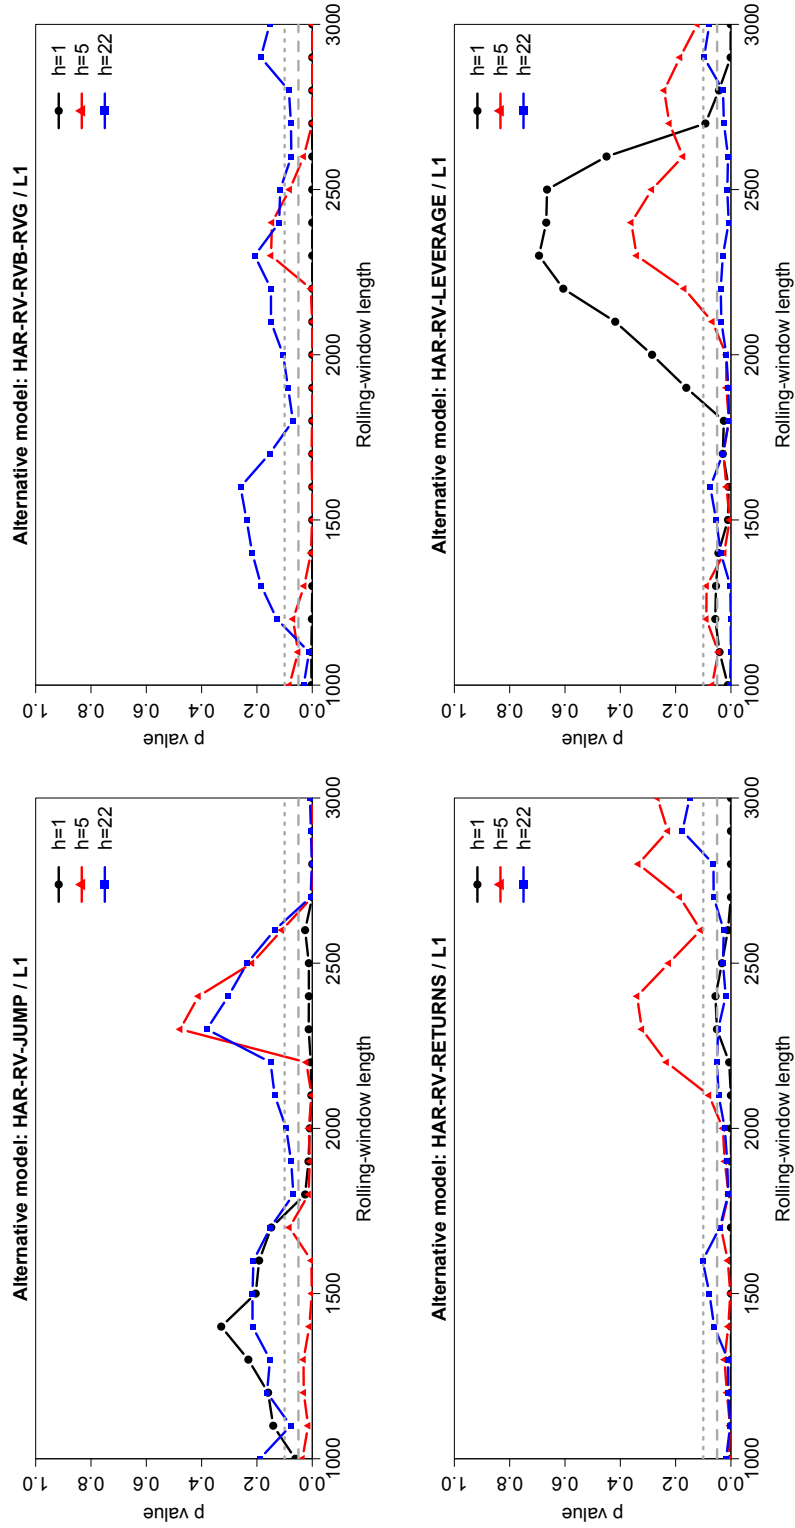 Alternative model: HAR-RV-JUMP / L1
p value
1.0
0.8
0.6
0.4
0.2
0.0
h=1
h=5
h=22
1000 1500 2000 2500 3000
Rolling-window length
Alternative model: HAR-RV-RVB-RVG / L1
p value
1.0
0.8
0.6
0.4
0.2
0.0
h=1
h=5
h=22
1000 1500 2000 2500 3000
Rolling-window length
Alternative model: HAR-RV-RETURNS / L1
p value
1.0
0.8
0.6
0.4
0.2
0.0
h=1
h=5
h=22
1000 1500 2000 2500 3000
Rolling-window length
Alternative model: HAR-RV-LEVERAGE / L1
p value
1.0
0.8
0.6
0.4
0.2
0.0
h=1
h=5
h=22
1000 1500 2000 2500 3000
Rolling-window length